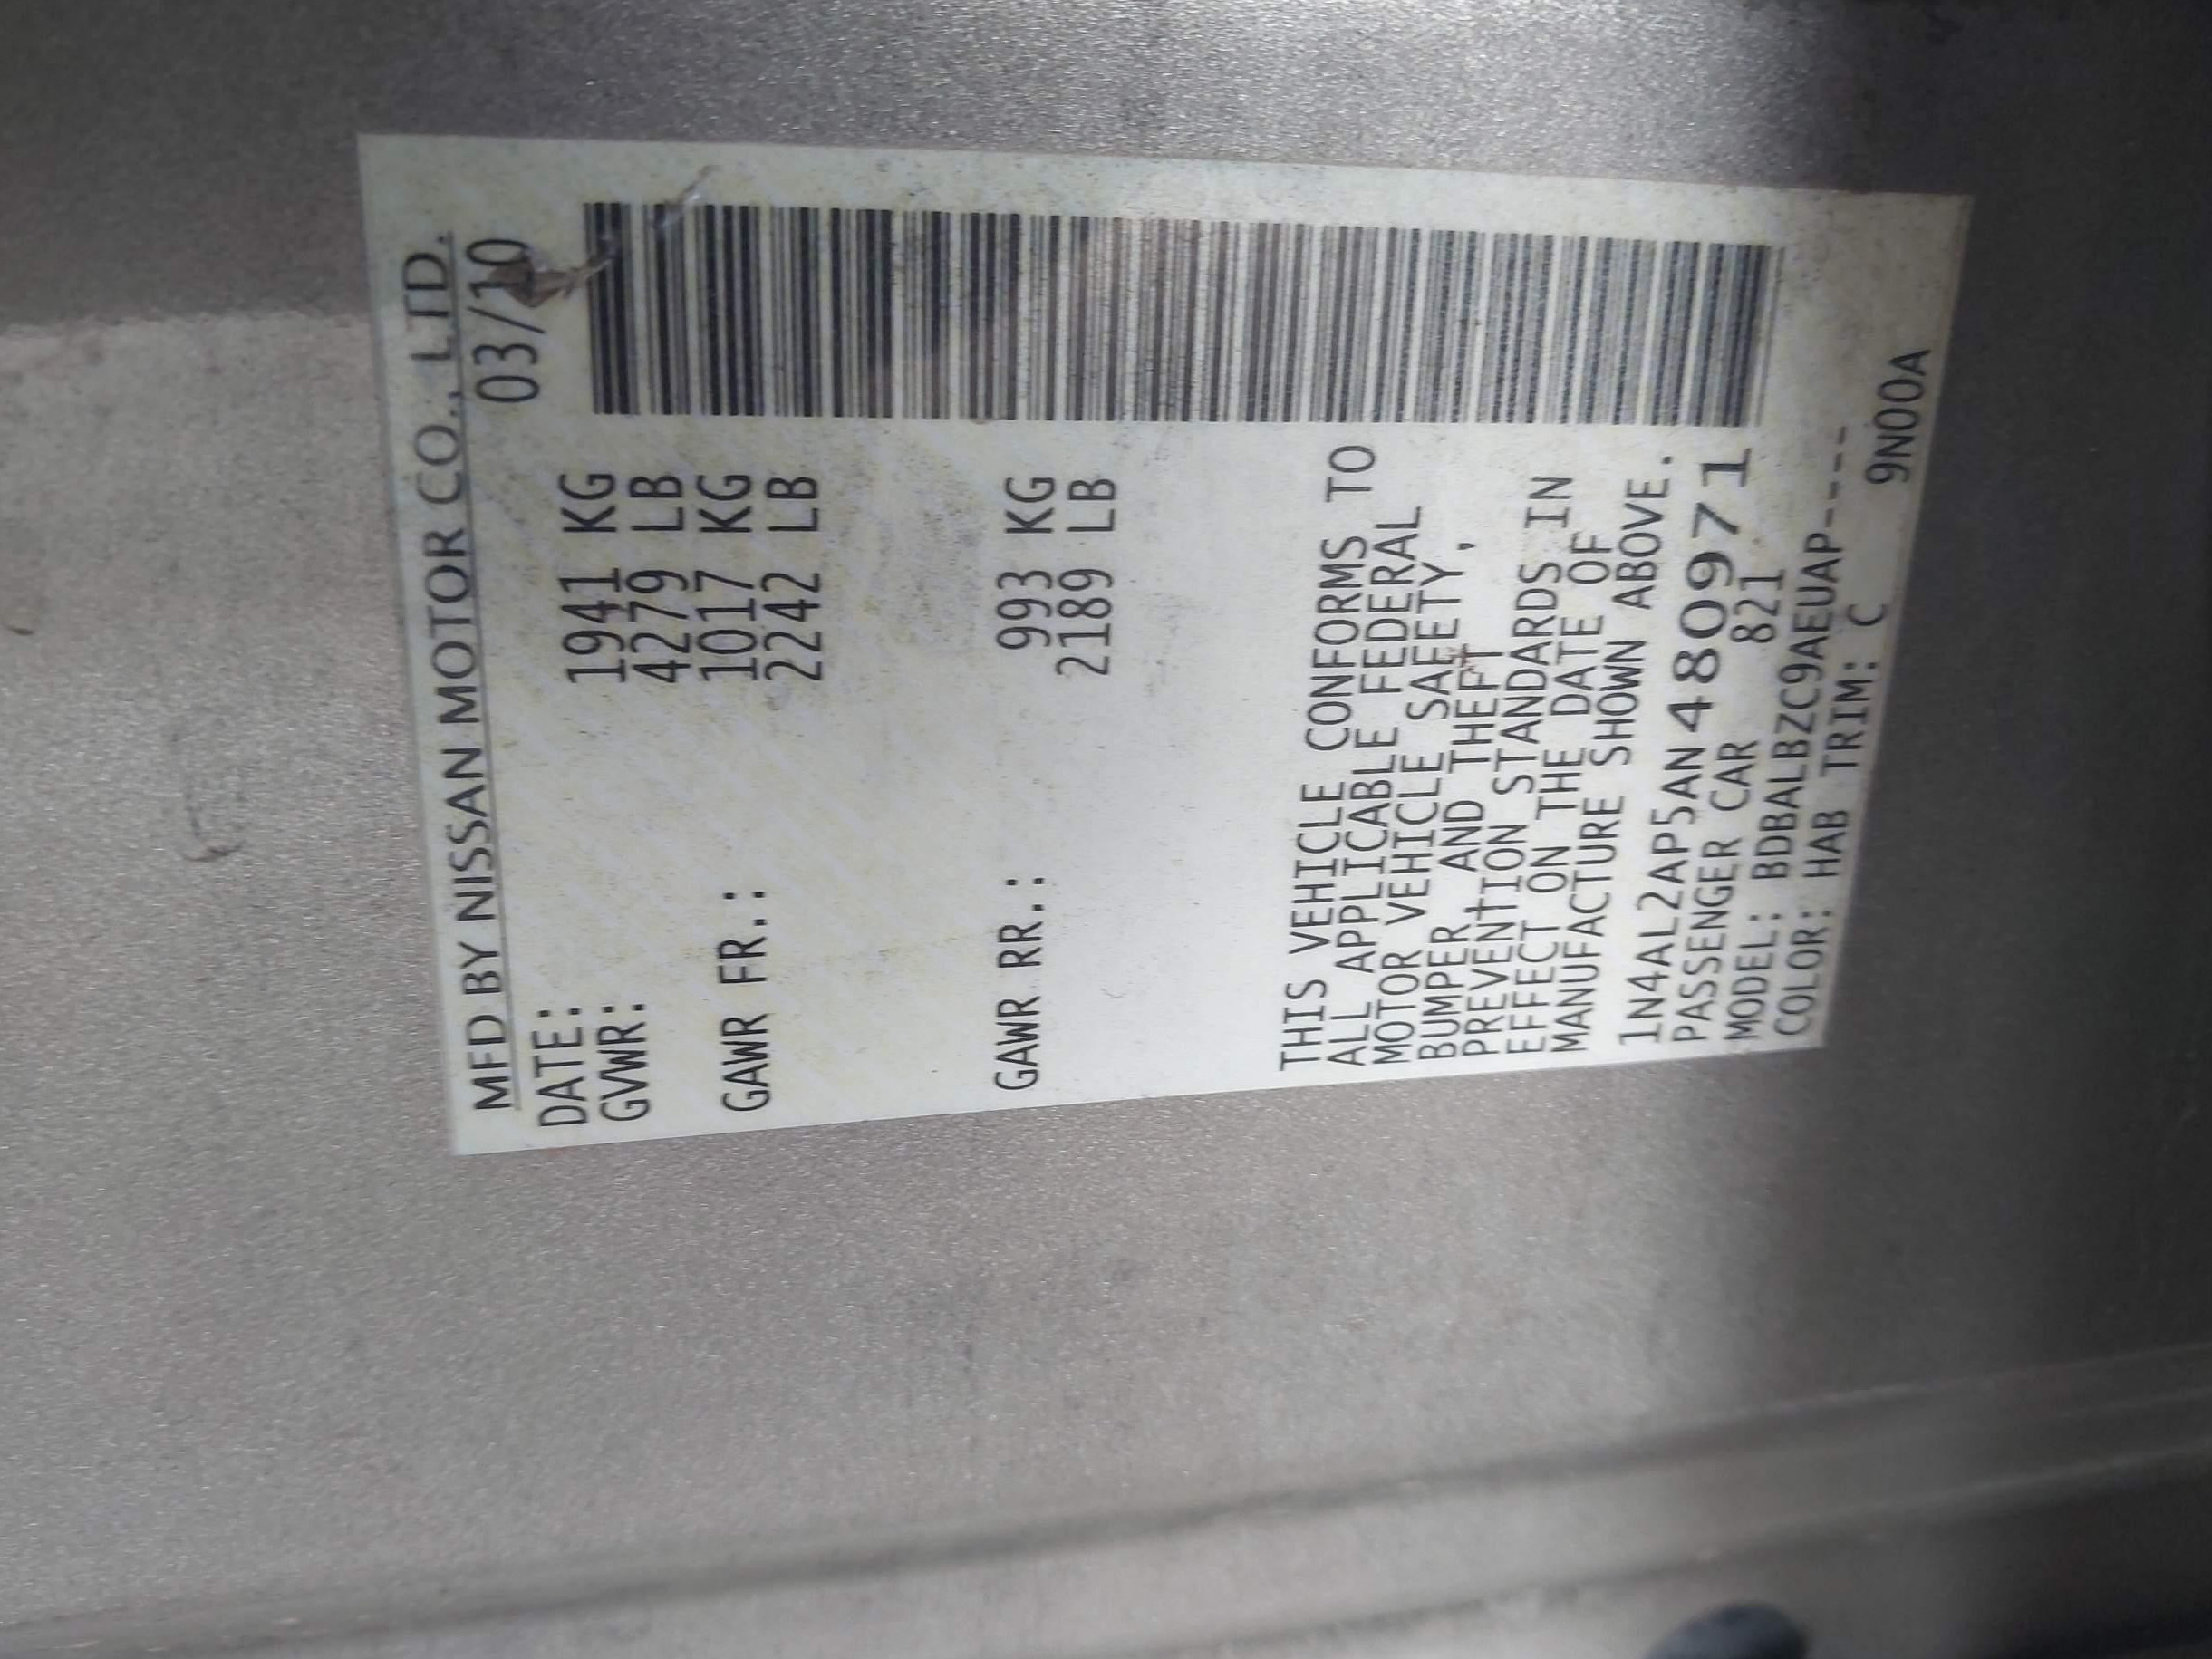 MFD BY NISSAN MOTOR CO., LTD.
DATE: 03/10
GVWR: 1941 KG
4279 LB
GAWR FR.: 1017 KG
2242 LB
GAWR RR.: 993 KG
2189 LB
THIS VEHICLE CONFORMS TO
ALL APPLICABLE FEDERAL
MOTOR VEHICLE SAFETY,
BUMPER, AND THEFT
PREVENTION STANDARDS IN
EFFECT ON THE DATE OF
MANUFACTURE SHOWN ABOVE.
1N4AL2AP5AN480971
PASSENGER CAR 821
MODEL: BDBALBZC9AEUAP----
COLOR: HAB TRIM: C
9N00A